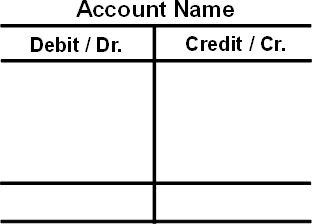 Account Name
Debit / Dr. Credit / Cr.